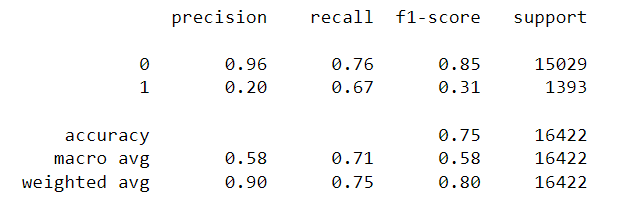 precision recall f1-score support
0 0.96 0.76 0.85 15029
1 0.20 0.67 0.31 1393
accuracy 0.75 16422
macro avg 0.58 0.71 0.58 16422
weighted avg 0.90 0.75 0.80 16422